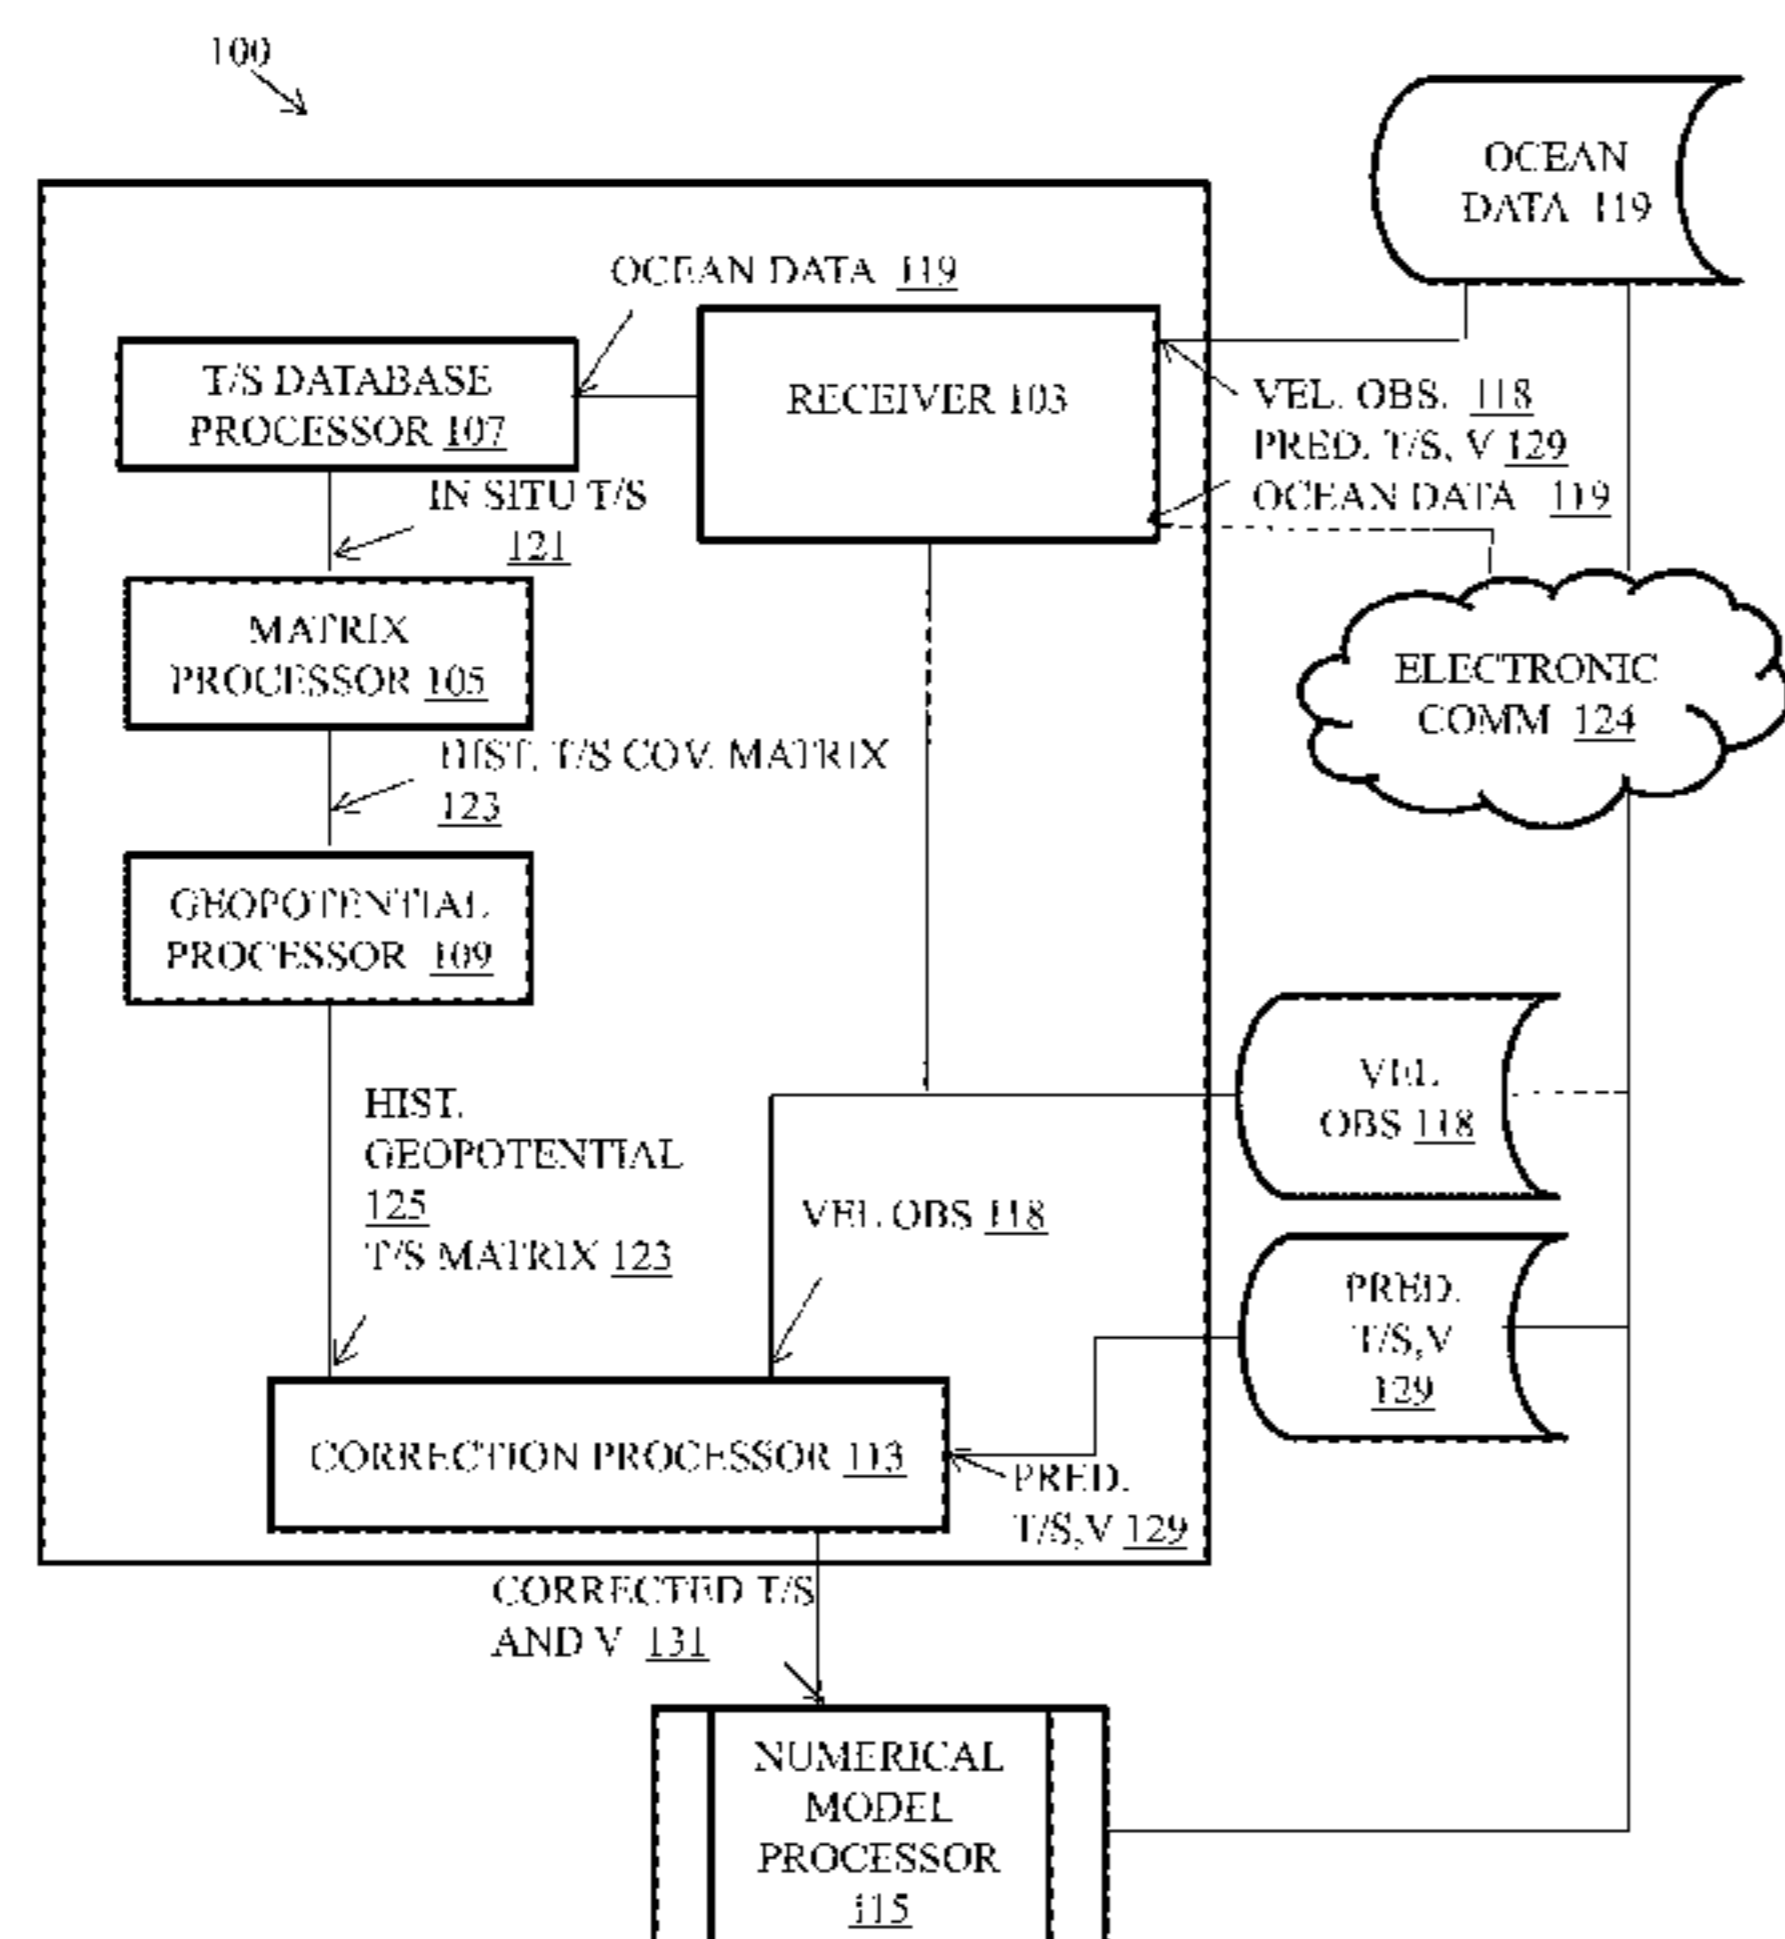 100
OCEAN
DATA 119
OCEAN DATA 119
T/S DATABASE
PROCESSOR 107
RECEIVER 103
VEL. OBS. 118
PRED. T/S, V 129
OCEAN DATA 119
IN SITU T/S
121
MATRIX
PROCESSOR 105
ELECTRONIC
COMM 124
HIST. T/S COV. MATRIX
123
GEOPOTENTIAL
PROCESSOR 109
VEL
OBS 118
HIST.
GEOPOTENTIAL
125
T/S MATRIX 123
VEL OBS 118
PRED.
T/S,V
129
CORRECTION PROCESSOR 113
PRED.
T/S,V 129
CORRECTED T/S
AND V 131
NUMERICAL
MODEL
PROCESSOR
115